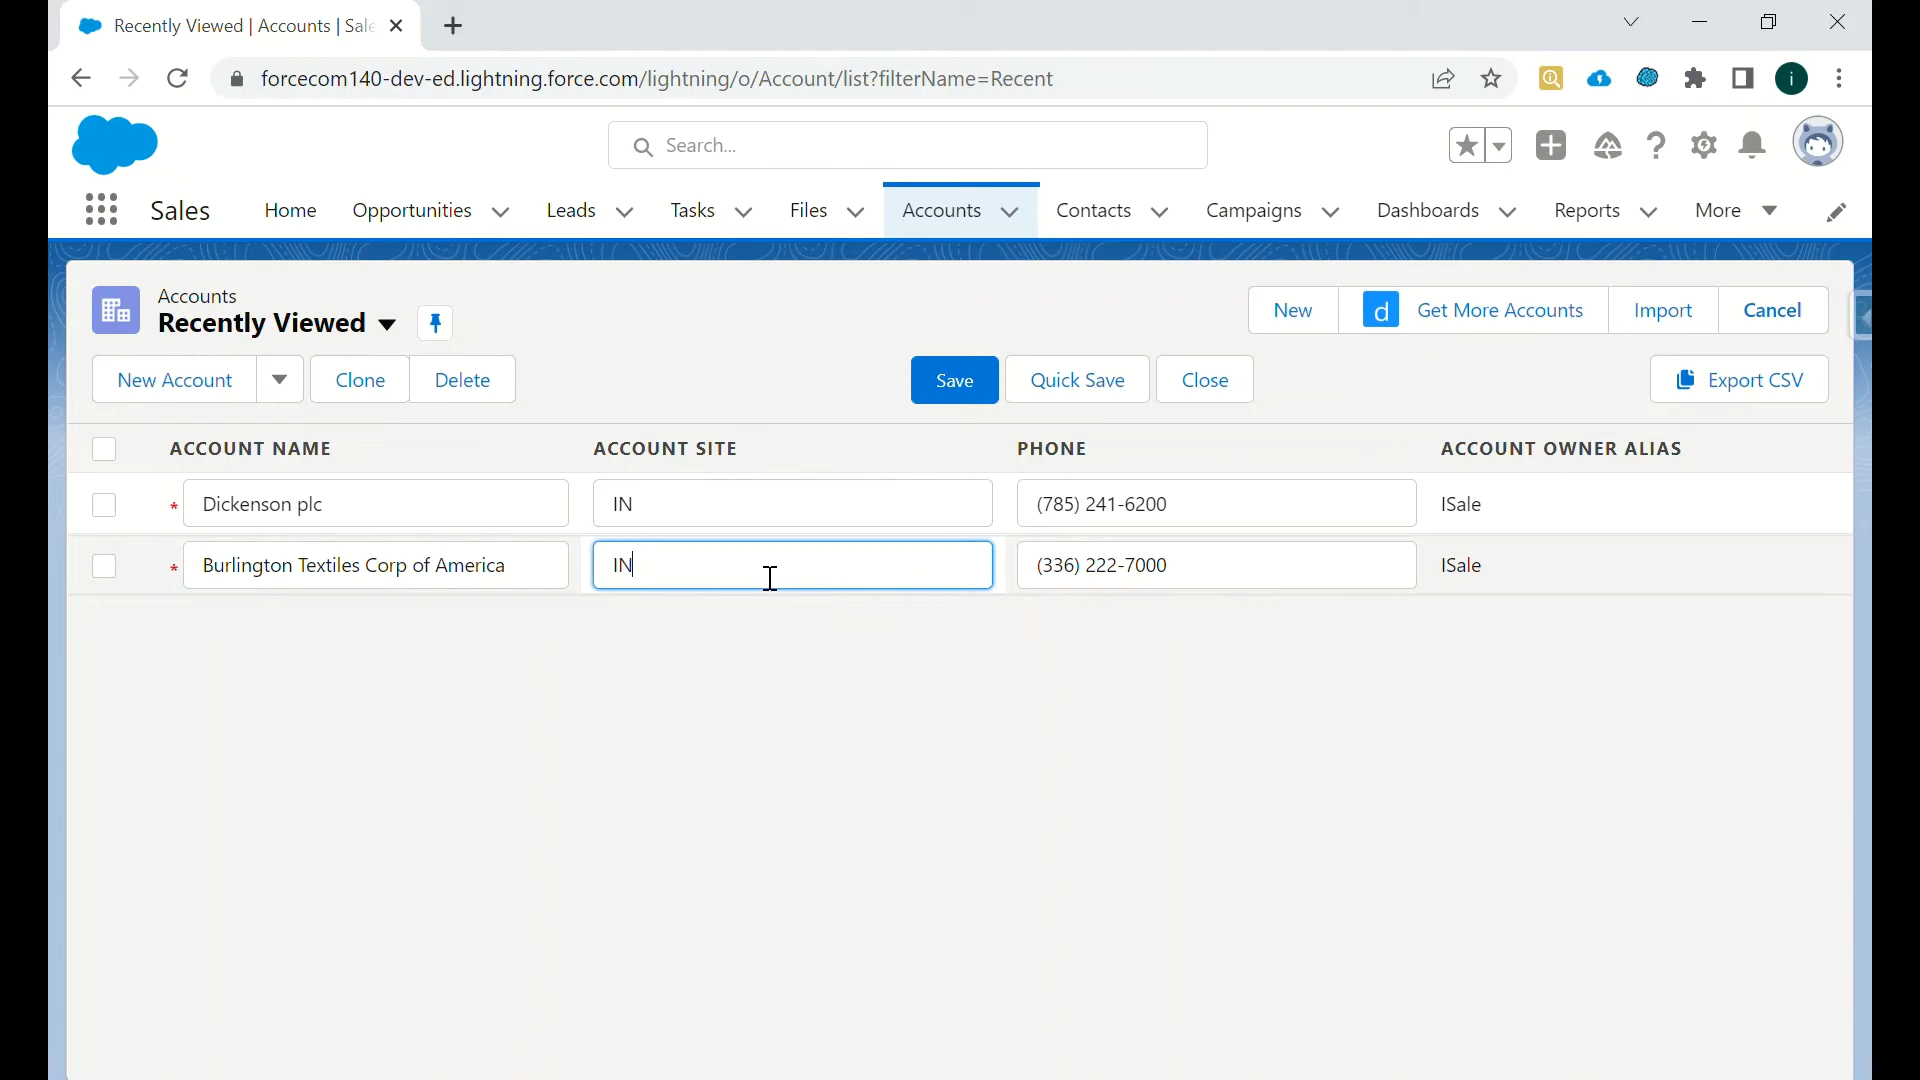 Recently Viewed | Accounts | Sale
forcecom140-dev-ed.lightning.force.com/lightning/o/Account/list?filterName=Recent
i
Search...
Sales Home Opportunities Leads Tasks Files Accounts Contacts Campaigns Dashboards Reports More
Accounts
Recently Viewed
New d Get More Accounts Import Cancel
New Account Clone Delete Save Quick Save Close Export CSV
ACCOUNT NAME ACCOUNT SITE PHONE ACCOUNT OWNER ALIAS
* Dickenson plc IN (785) 241-6200 ISale
* Burlington Textiles Corp of America IN (336) 222-7000 ISale